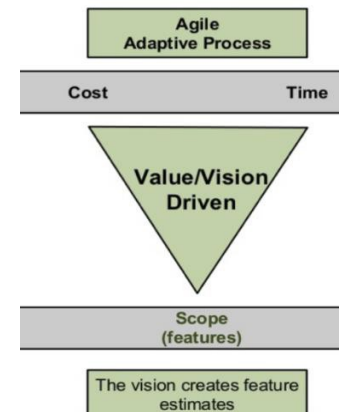 Agile
Adaptive Process
Cost Time
Value/Vision
Driven
Scope
(features)
The vision creates feature
estimates